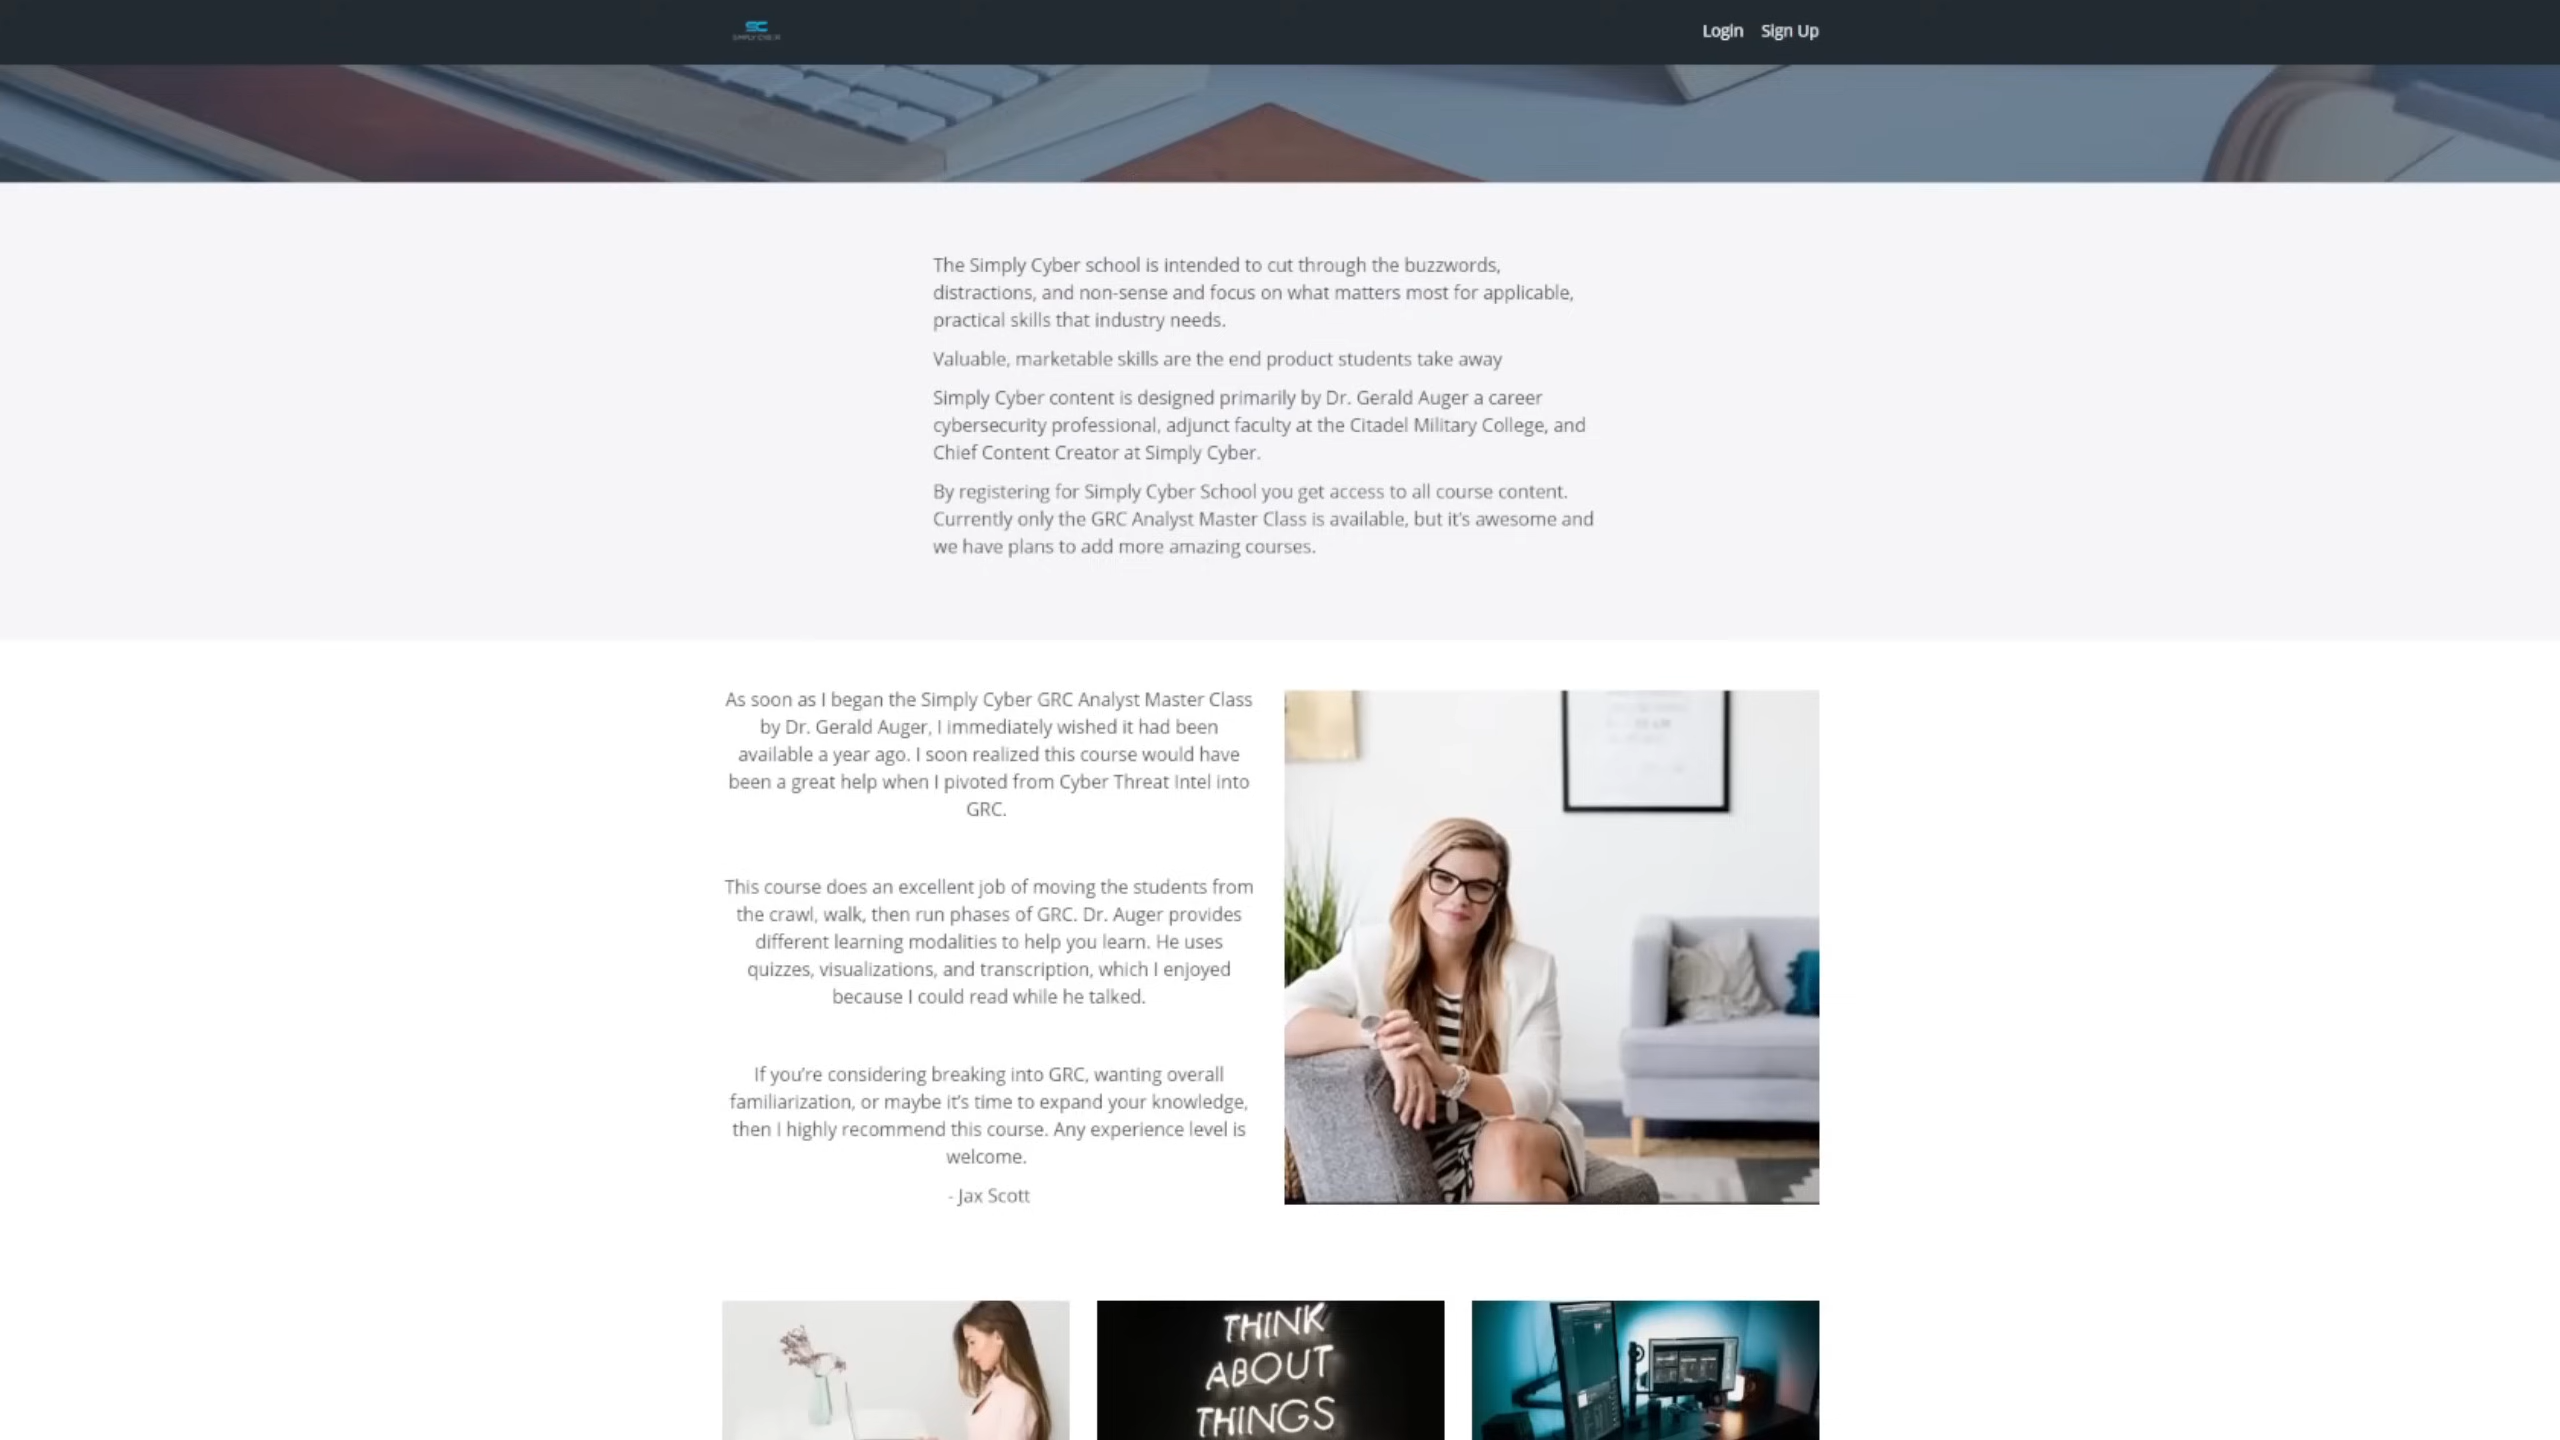 SC
Login Sign Up
The Simply Cyber school is intended to cut through the buzzwords,
distractions, and non-sense and focus on what matters most for applicable,
practical skills that industry needs.
Valuable, marketable skills are the end product students take away
Simply Cyber content is designed primarily by Dr. Gerald Auger a career
cybersecurity professional, adjunct faculty at the Citadel Military College, and
Chief Content Creator at Simply Cyber.
By registering for Simply Cyber School you get access to all course content.
Currently only the GRC Analyst Master Class is available, but it's awesome and
we have plans to add more amazing courses.
As soon as I began the Simply Cyber GRC Analyst Master Class
by Dr. Gerald Auger, I immediately wished it had been
available a year ago. I soon realized this course would have
been a great help when I pivoted from Cyber Threat Intel into
GRC.
This course does an excellent job of moving the students from
the crawl, walk, then run phases of GRC. Dr. Auger provides
different learning modalities to help you learn. He uses
quizzes, visualizations, and transcription, which I enjoyed
because I could read while he talked.
If you’re considering breaking into GRC, wanting overall
familiarization, or maybe it’s time to expand your knowledge,
then I highly recommend this course. Any experience level is
welcome.
- Jax Scott
THINK
ABOUT
THINGS